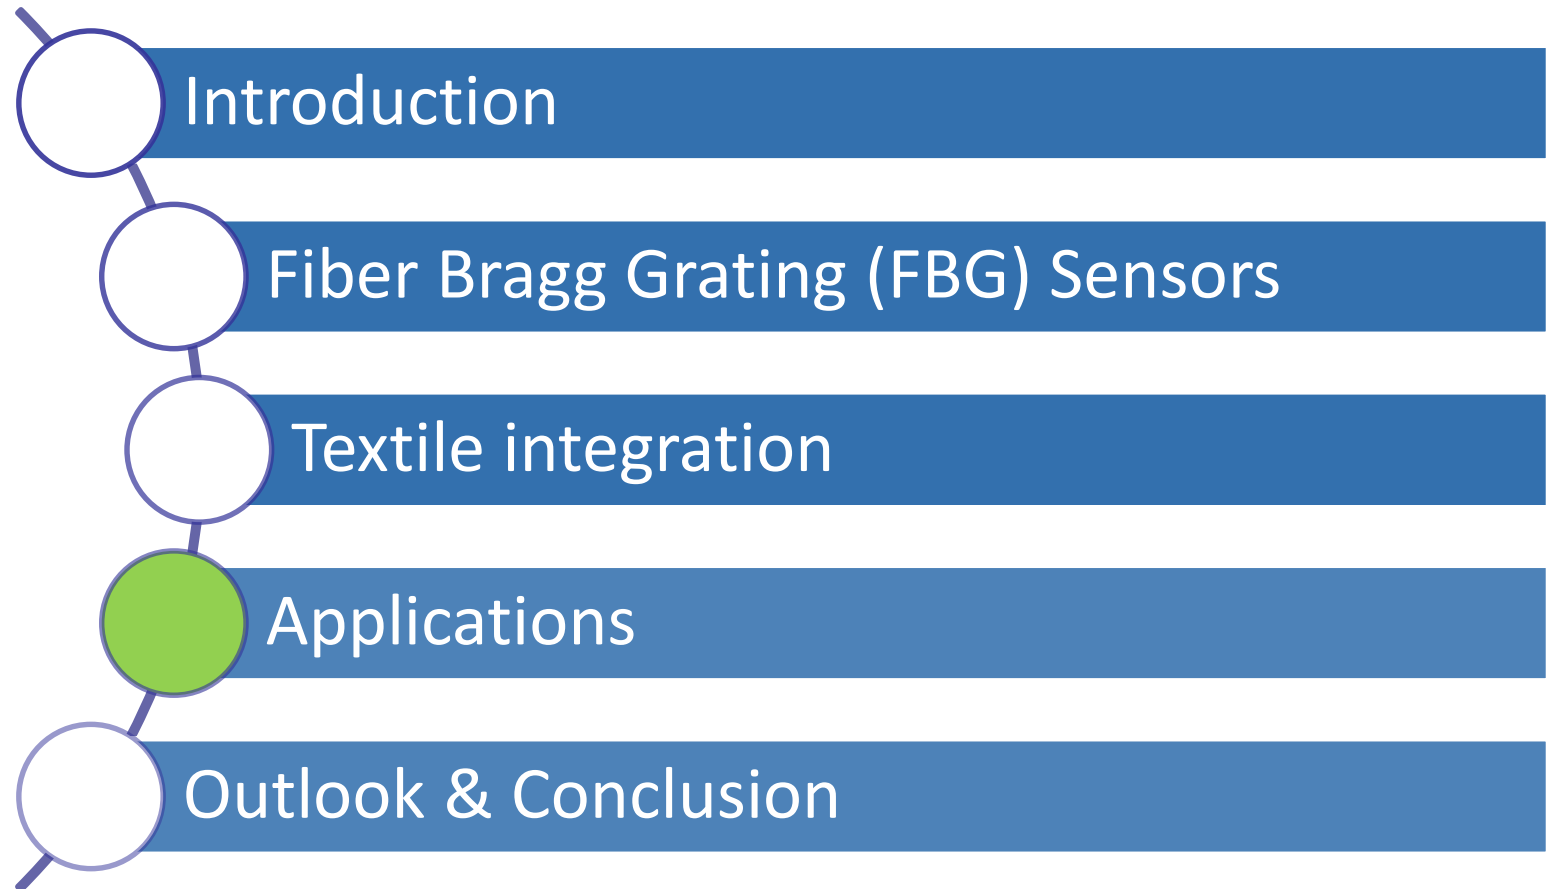 Introduction
Fiber Bragg Grating (FBG) Sensors
Textile integration
Applications
Outlook & Conclusion